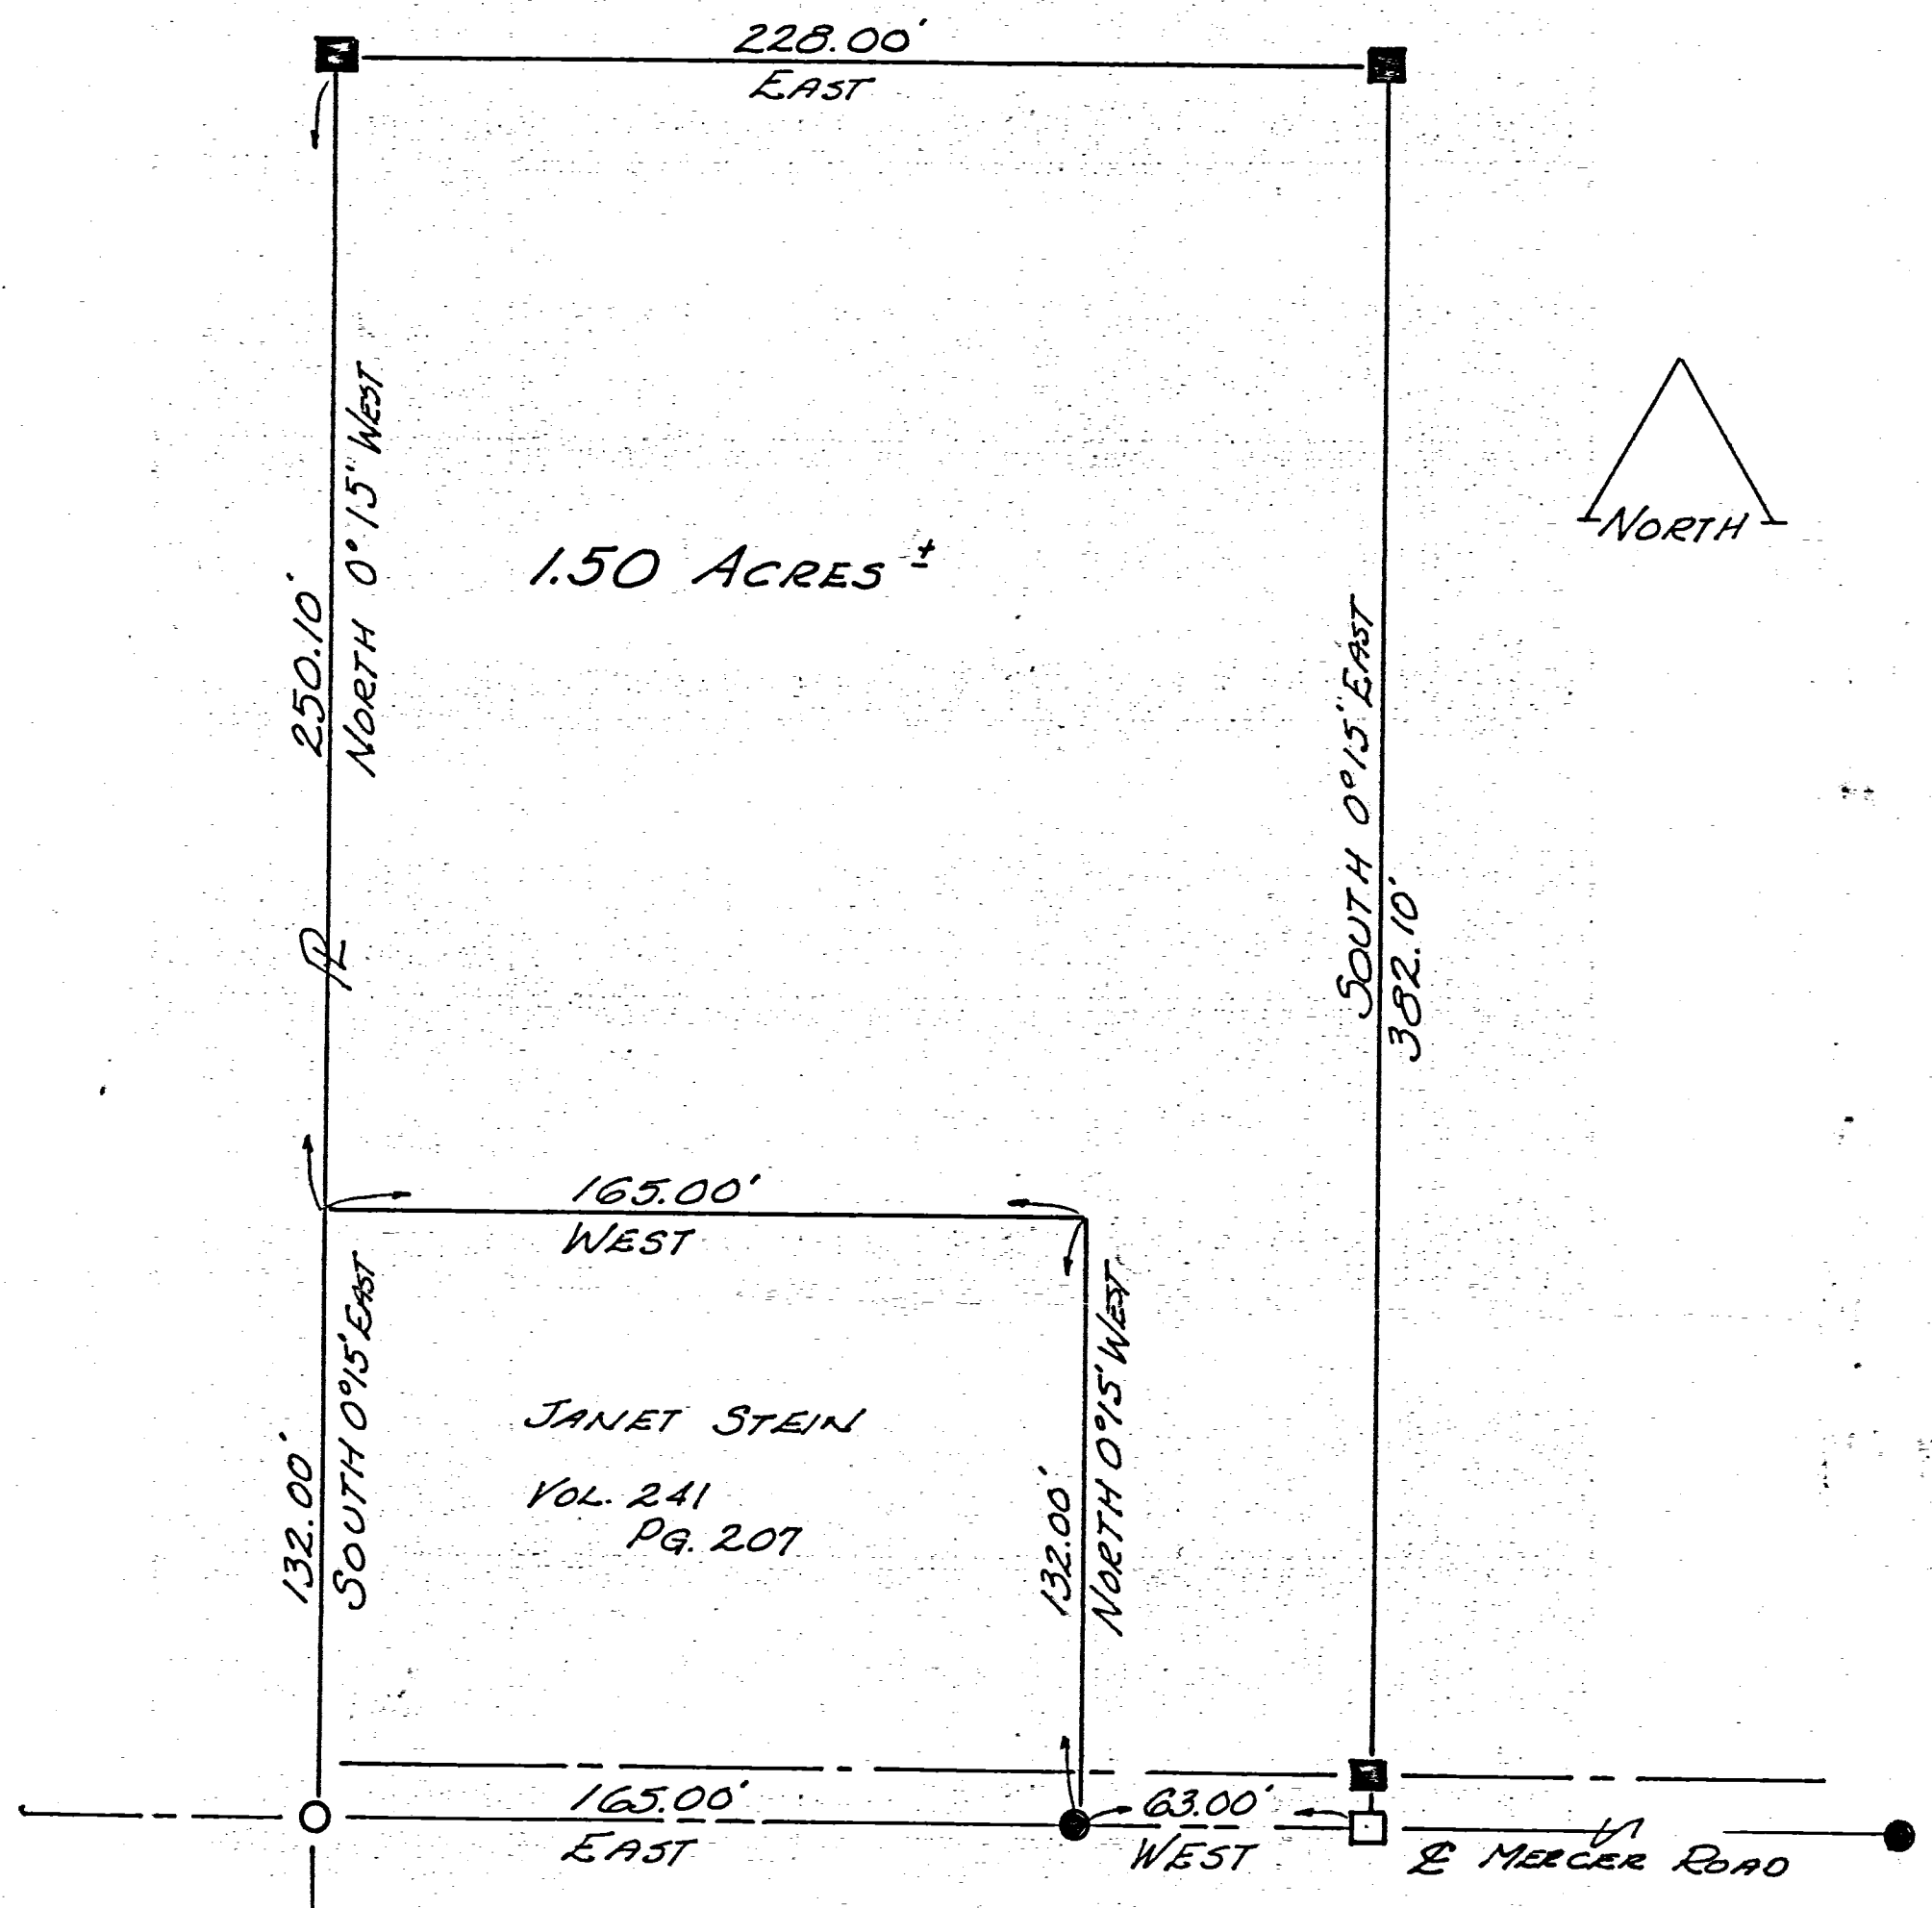 228.00'
EAST
250.10'
NORTH 0° 15" WEST
1.50 ACRES ±
NORTH
SOUTH 0° 15' EAST
382.10'
PL
165.00'
WEST
132.00'
SOUTH 0° 15' EAST
JANET STEIN
VOL. 241
PG. 207
132.00'
NORTH 0° 15' WEST
165.00'
EAST
63.00'
WEST
℄ MERCER ROAD